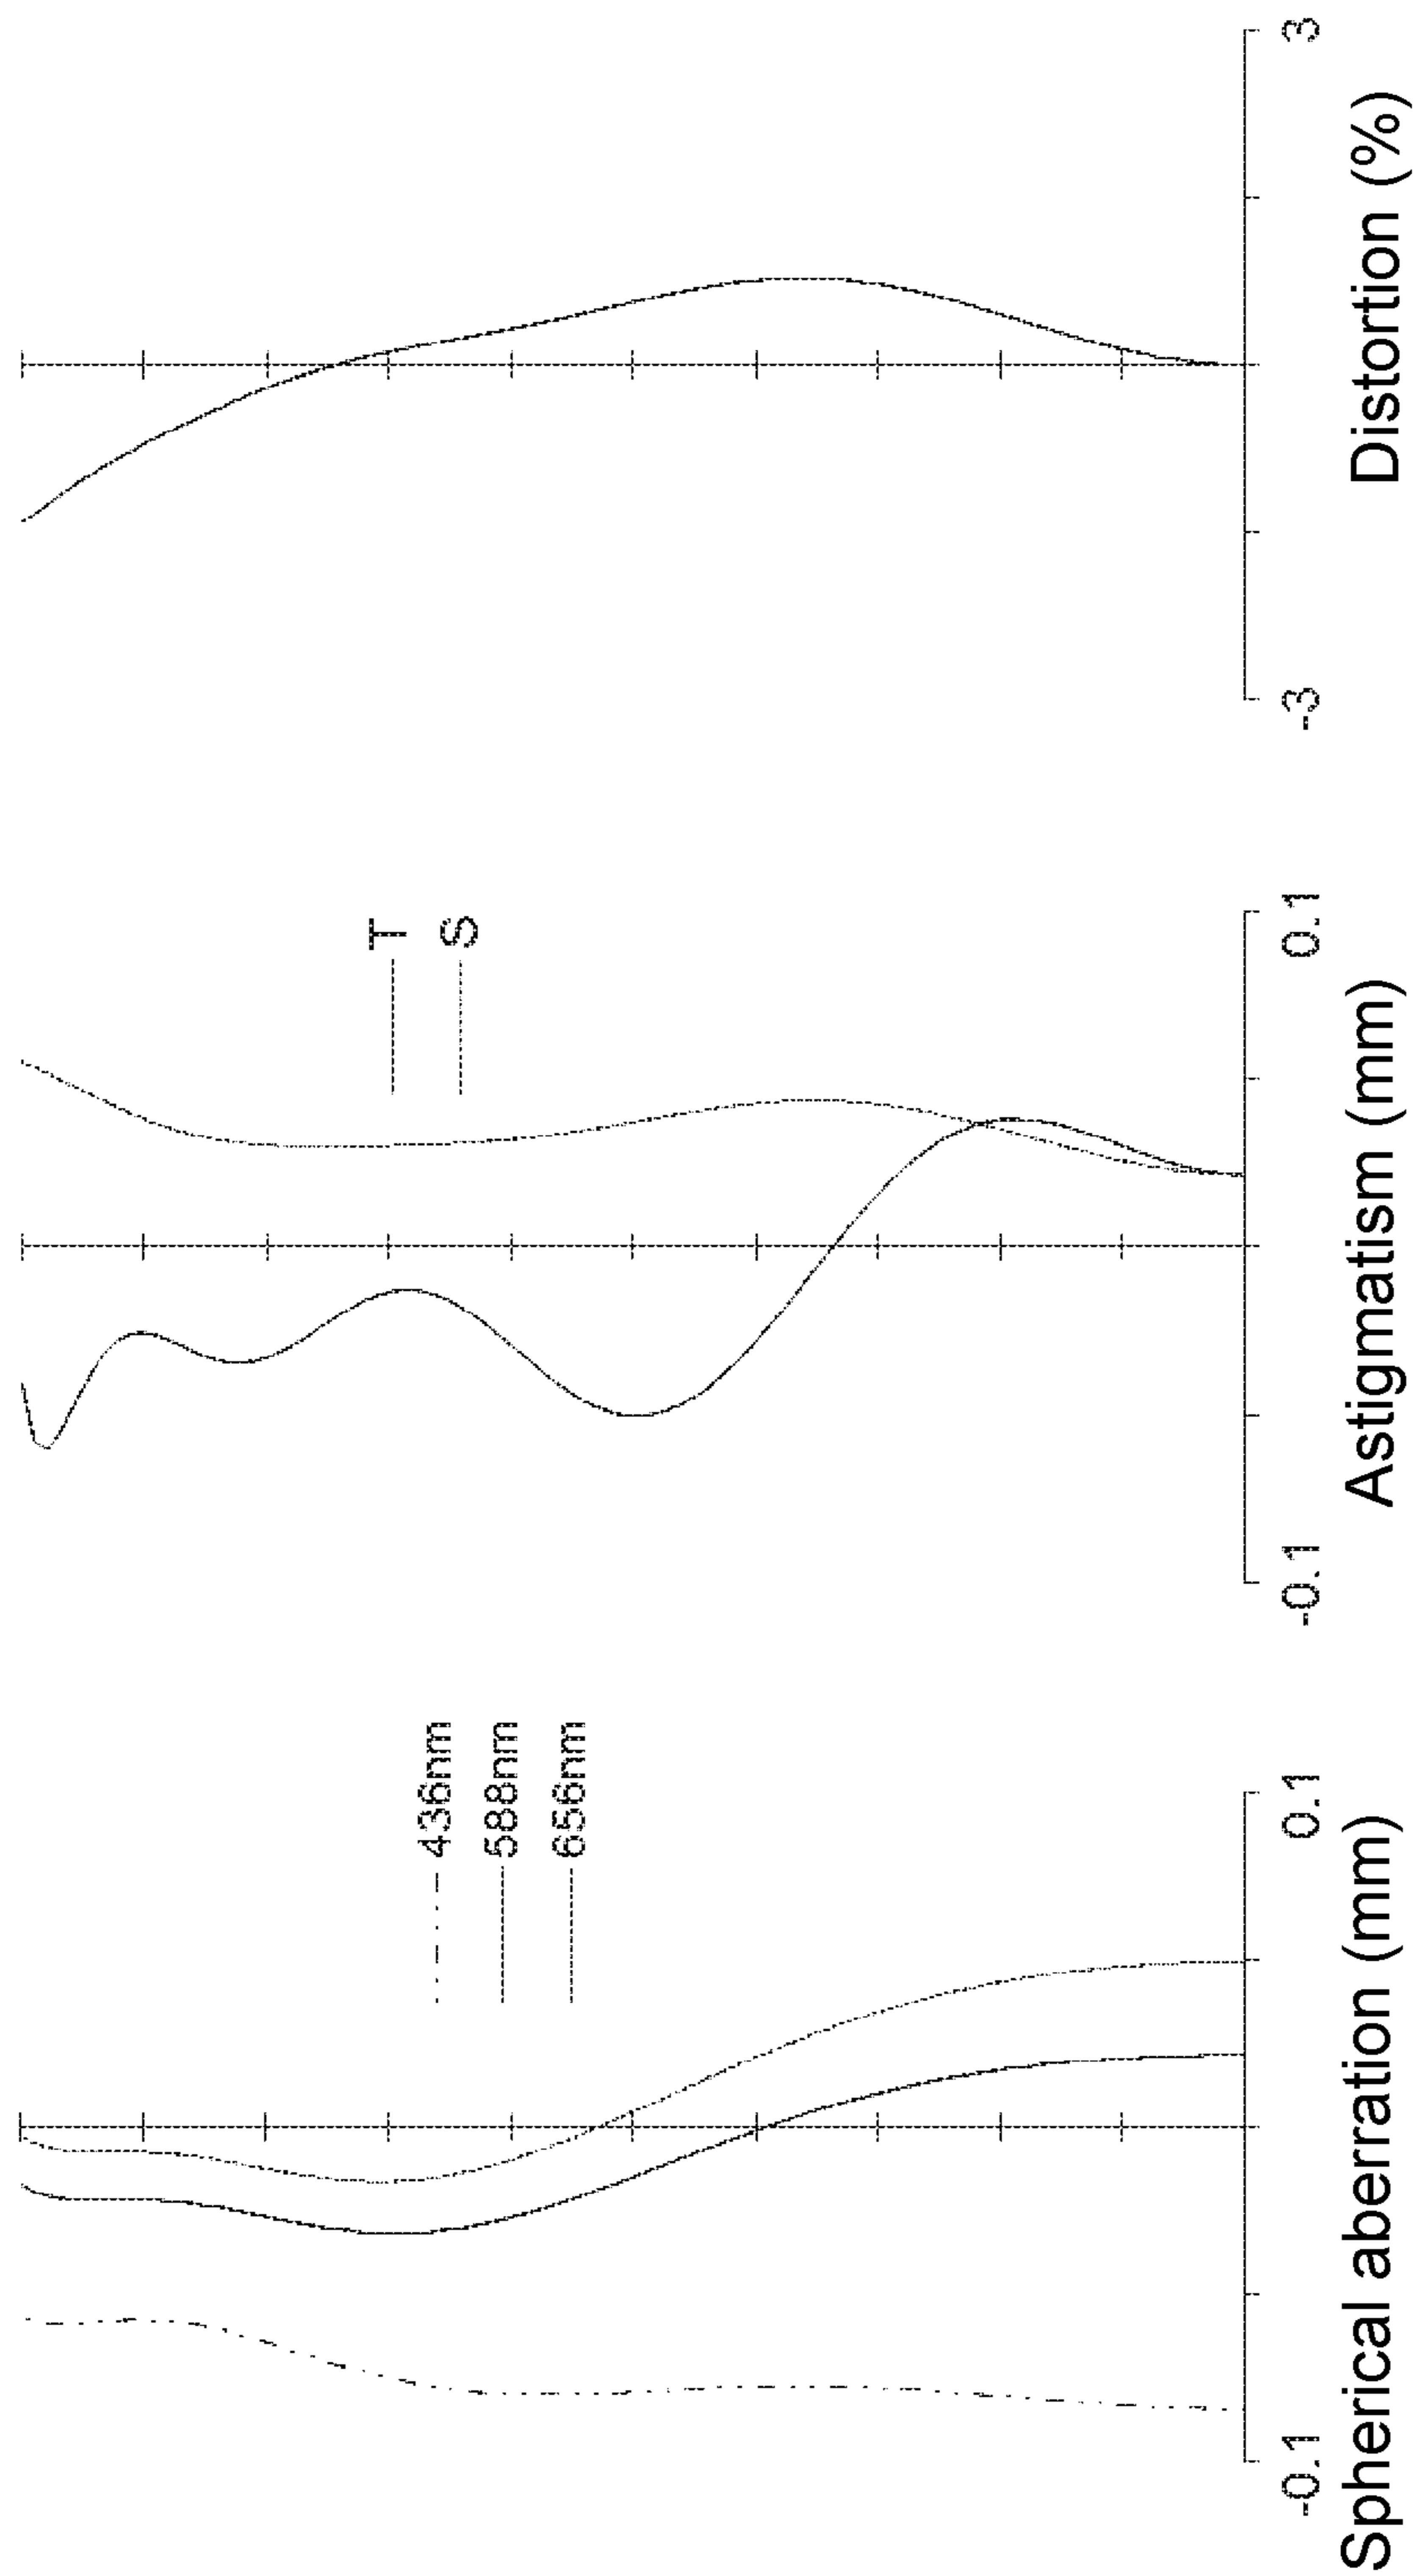 436nm
588nm
656nm
-0.1
0.1
Spherical aberration (mm)
T
S
-0.1
0.1
Astigmatism (mm)
-3
3
Distortion (%)